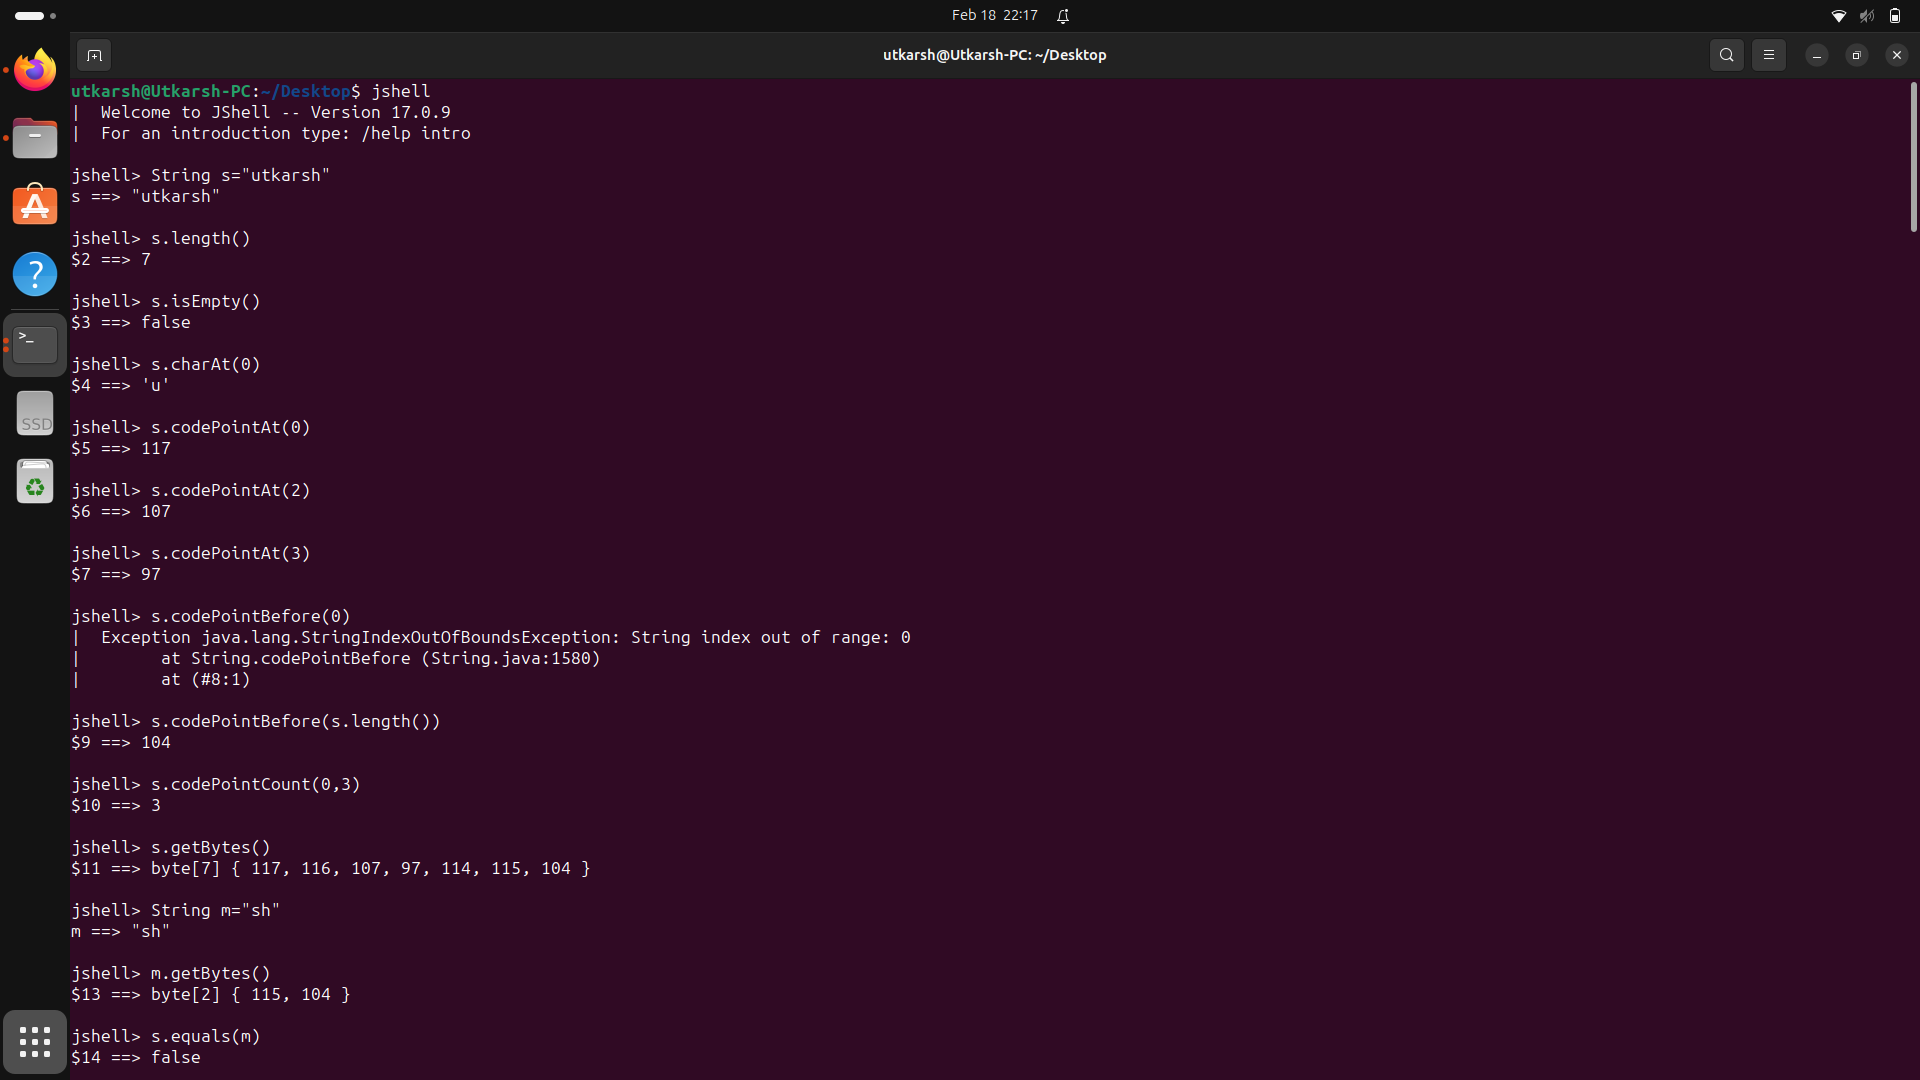 Feb 18 22:17
utkarsh@Utkarsh-PC: ~/Desktop
utkarsh@Utkarsh-PC:~/Desktop$ jshell
|  Welcome to JShell -- Version 17.0.9
|  For an introduction type: /help intro
jshell> String s="utkarsh"
s ==> "utkarsh"
jshell> s.length()
$2 ==> 7
jshell> s.isEmpty()
$3 ==> false
jshell> s.charAt(0)
$4 ==> 'u'
jshell> s.codePointAt(0)
$5 ==> 117
jshell> s.codePointAt(2)
$6 ==> 107
jshell> s.codePointAt(3)
$7 ==> 97
jshell> s.codePointBefore(0)
|  Exception java.lang.StringIndexOutOfBoundsException: String index out of range: 0
|        at String.codePointBefore (String.java:1580)
|        at (#8:1)
jshell> s.codePointBefore(s.length())
$9 ==> 104
jshell> s.codePointCount(0,3)
$10 ==> 3
jshell> s.getBytes()
$11 ==> byte[7] { 117, 116, 107, 97, 114, 115, 104 }
jshell> String m="sh"
m ==> "sh"
jshell> m.getBytes()
$13 ==> byte[2] { 115, 104 }
jshell> s.equals(m)
$14 ==> false
SSD